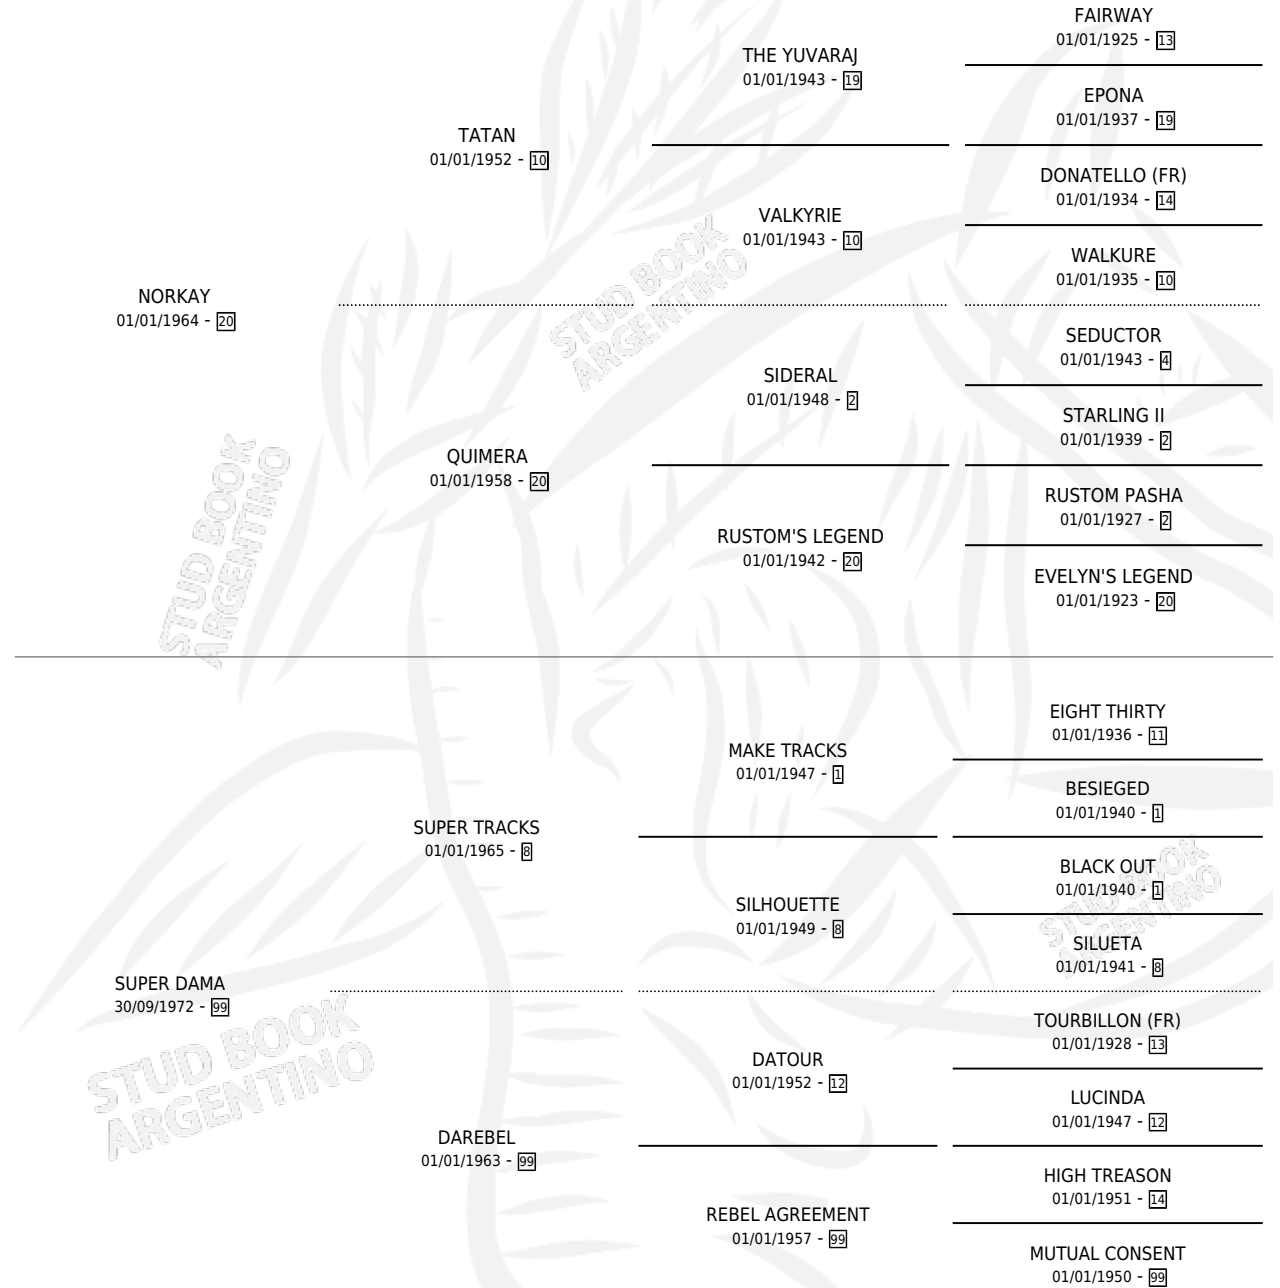 FAIRWAY
01/01/1925 - 13
THE YUVARAJ
01/01/1943 - 19
EPONA
01/01/1937 - 19
TATAN
01/01/1952 - 10
DONATELLO (FR)
01/01/1934 - 14
VALKYRIE
01/01/1943 - 10
WALKURE
01/01/1935 - 10
STUD BOOK
ARGENTINO
NORKAY
01/01/1964 - 20
SEDUCTOR
01/01/1943 - 4
SIDERAL
01/01/1948 - 2
STARLING II
01/01/1939 - 2
QUIMERA
01/01/1958 - 20
STUD BOOK
ARGENTINO
RUSTOM PASHA
01/01/1927 - 2
RUSTOM'S LEGEND
01/01/1942 - 20
EVELYN'S LEGEND
01/01/1923 - 20
EIGHT THIRTY
01/01/1936 - 11
MAKE TRACKS
01/01/1947 - 1
BESIEGED
01/01/1940 - 1
SUPER TRACKS
01/01/1965 - 8
BLACK OUT
01/01/1940 - 1
STUD BOOK
ARGENTINO
SILHOUETTE
01/01/1949 - 8
SILUETA
01/01/1941 - 8
SUPER DAMA
30/09/1972 - 99
STUD BOOK
ARGENTINO
TOURBILLON (FR)
01/01/1928 - 13
DATOUR
01/01/1952 - 12
LUCINDA
01/01/1947 - 12
DAREBEL
01/01/1963 - 99
HIGH TREASON
01/01/1951 - 14
REBEL AGREEMENT
01/01/1957 - 99
MUTUAL CONSENT
01/01/1950 - 99